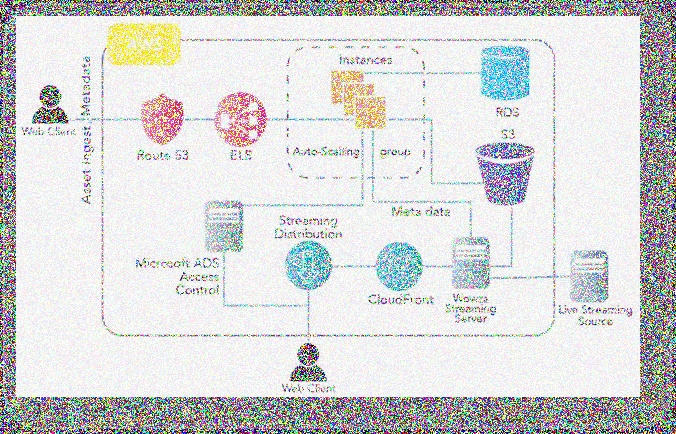 aws
Instances
RDS
S3
Web Client
Asset ingest, Metadata
Route S3
ELS
Auto-Scaling group
Meta data
Streaming
Distribution
Microsoft ADS
Access
Control
CloudFront
Wowza
Streaming
Server
Live Streaming
Source
Web Client